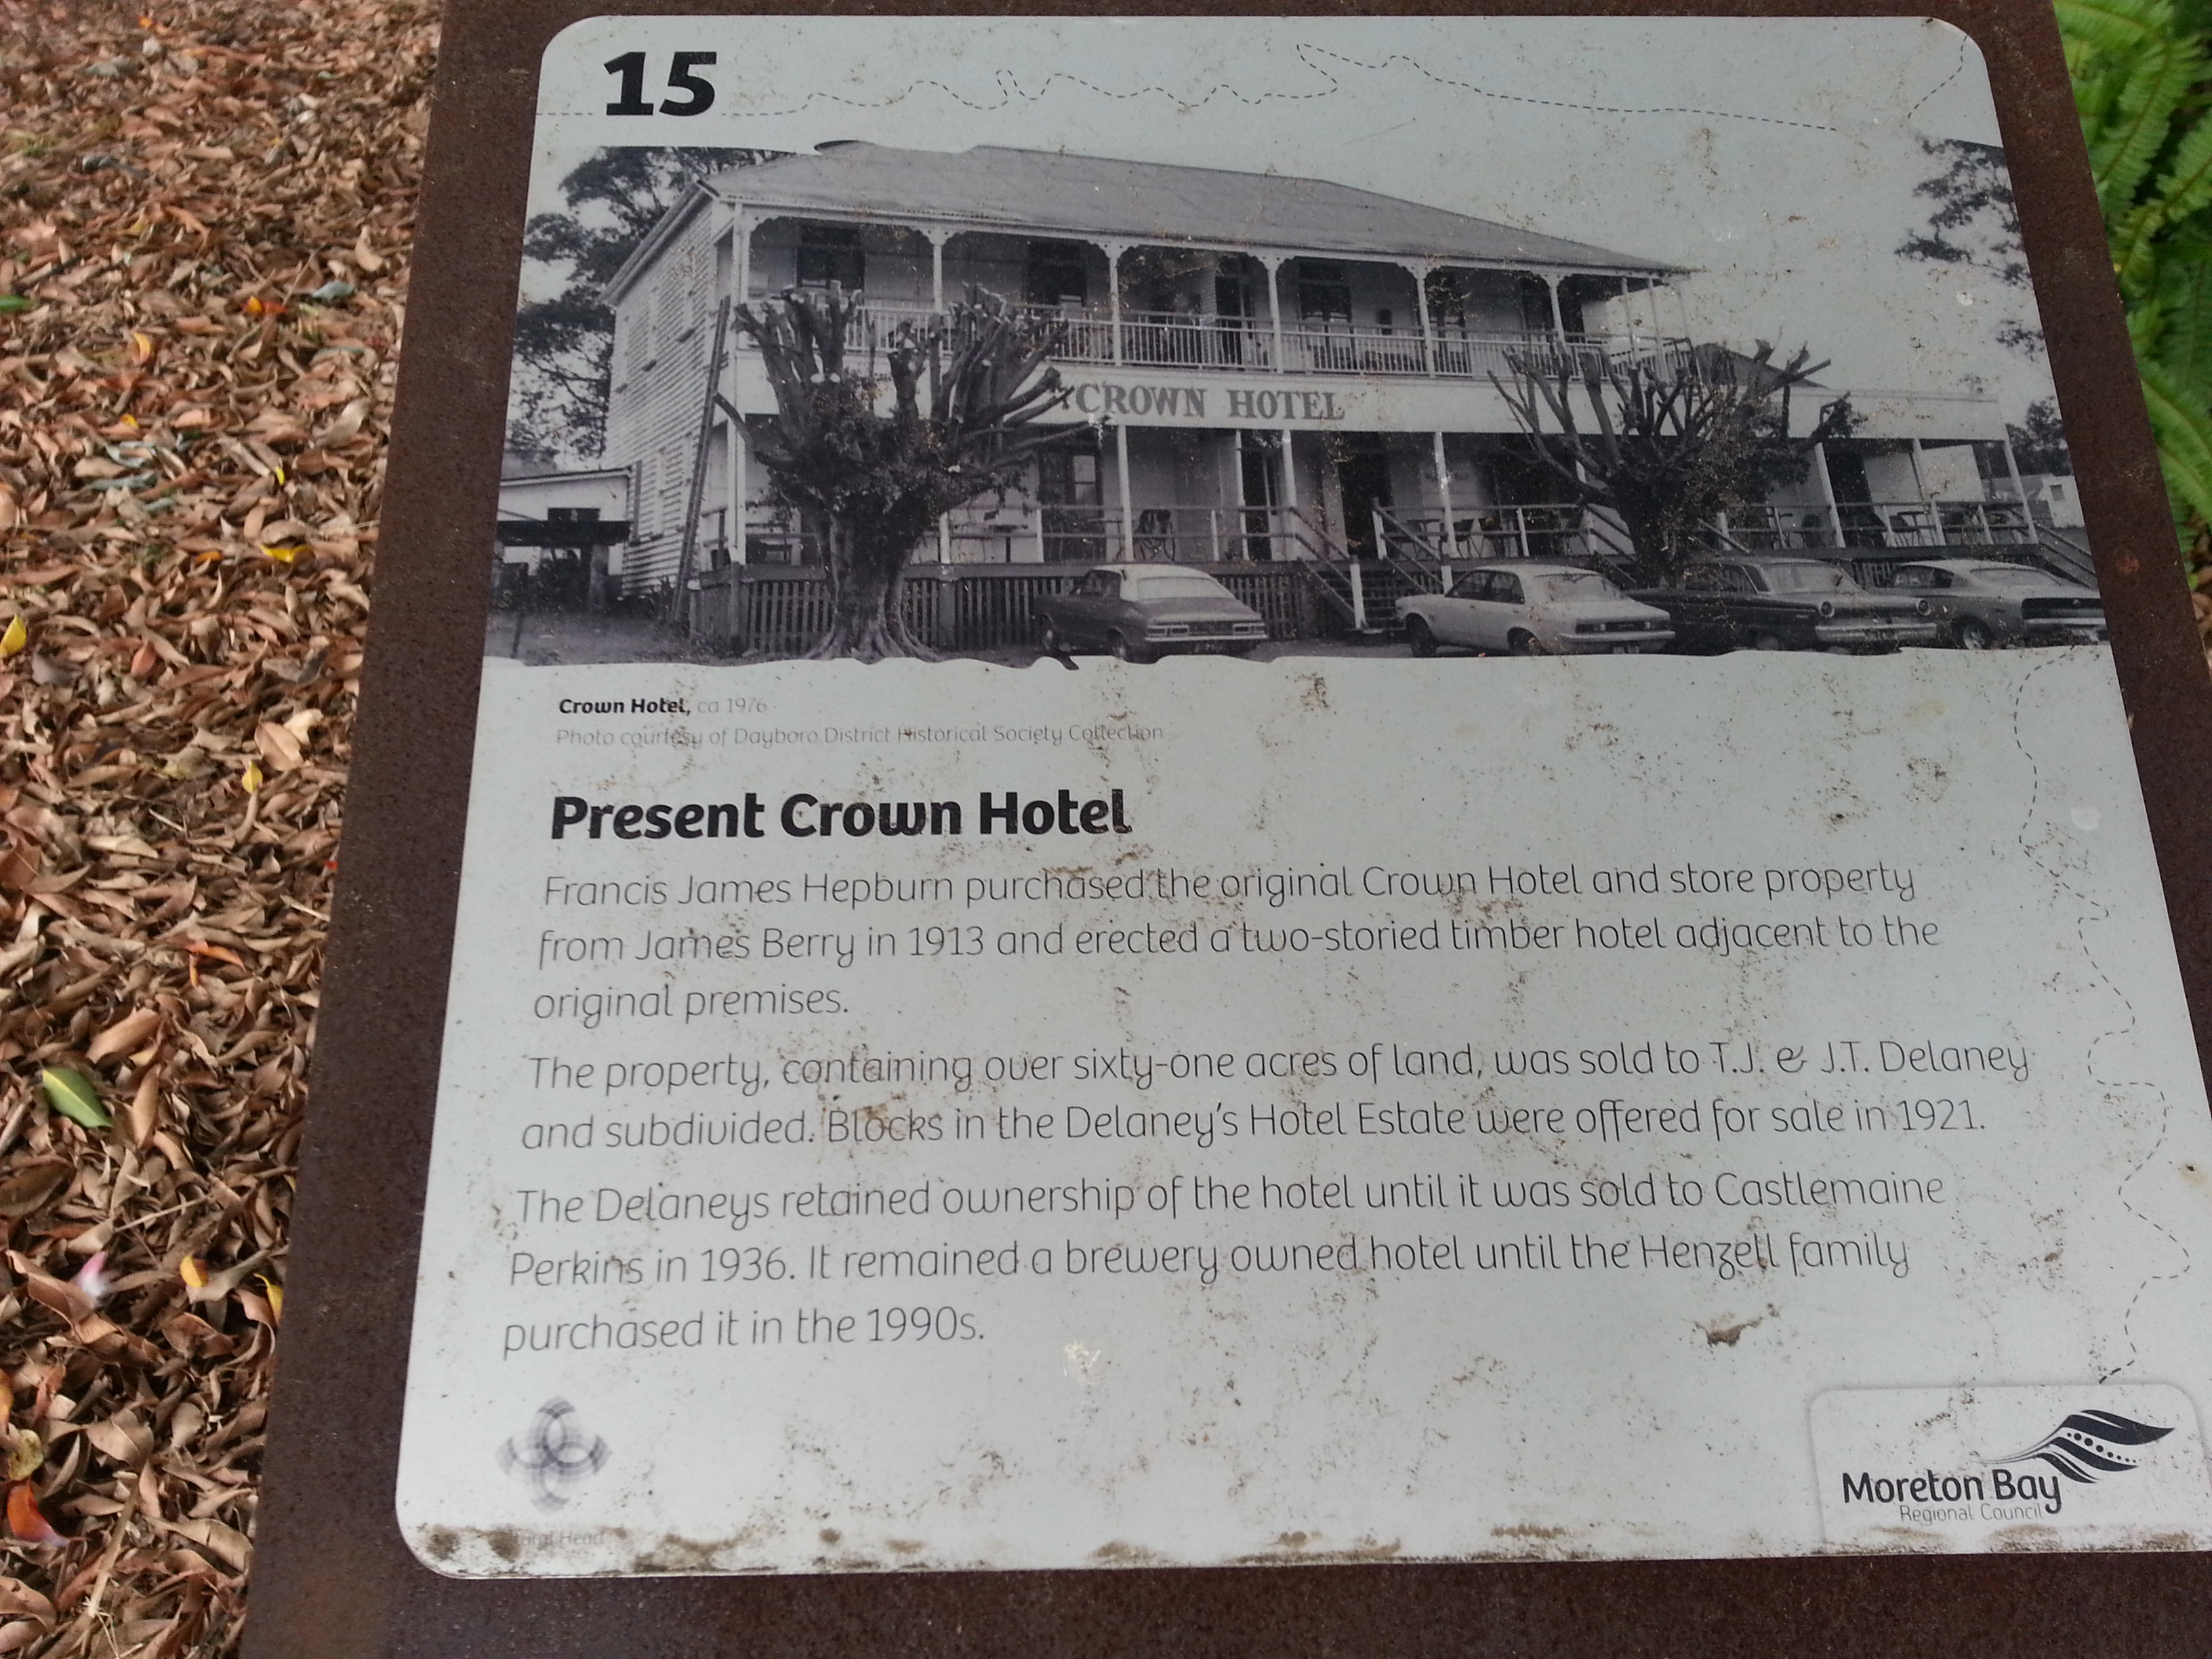 15
CROWN HOTEL
Crown Hotel, ca 1976
Photo courtesy of Dayboro District Historical Society Collection
Present Crown Hotel
Francis James Hepburn purchased the original Crown Hotel and store property
from James Berry in 1913 and erected a two-storied timber hotel adjacent to the
original premises.
The property, containing over sixty-one acres of land, was sold to T.J. & J.T. Delaney
and subdivided. Blocks in the Delaney's Hotel Estate were offered for sale in 1921.
The Delaneys retained ownership of the hotel until it was sold to Castlemaine
Perkins in 1936. It remained a brewery owned hotel until the Henzell family
purchased it in the 1990s.
Heart
Moreton Bay
Regional Council